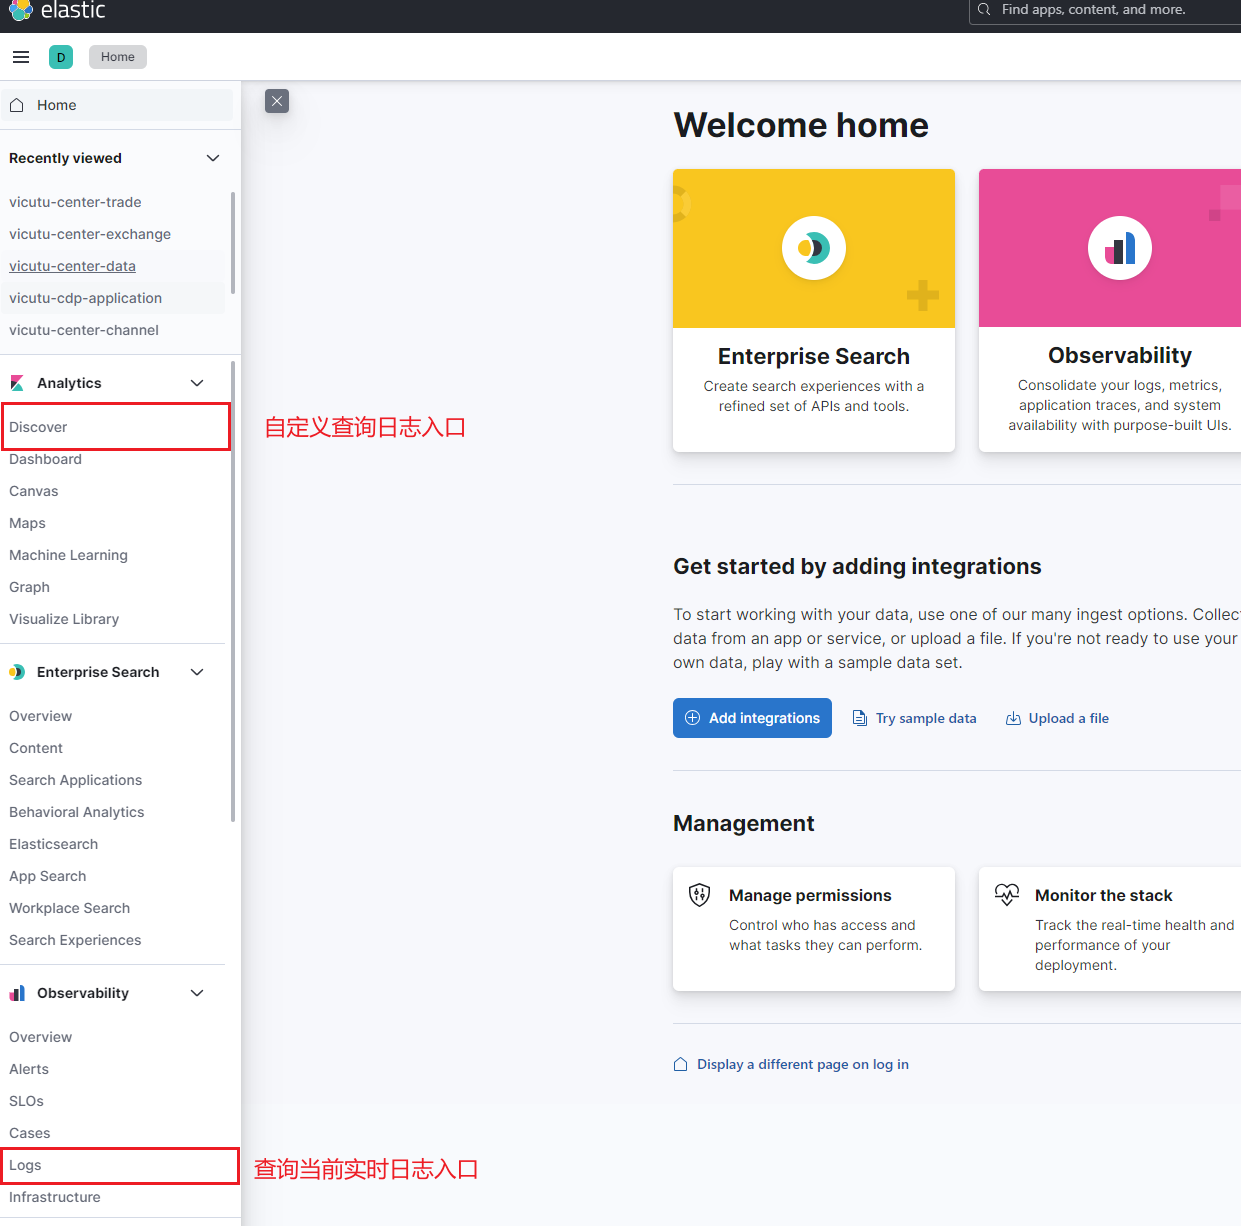 elastic
Find apps, content, and more.
D
Home
Home
Recently viewed
vicutu-center-trade
vicutu-center-exchange
vicutu-center-data
vicutu-cdp-application
vicutu-center-channel
Analytics
Discover
自定义查询日志入口
Dashboard
Canvas
Maps
Machine Learning
Graph
Visualize Library
Enterprise Search
Overview
Content
Search Applications
Behavioral Analytics
Elasticsearch
App Search
Workplace Search
Search Experiences
Observability
Overview
Alerts
SLOs
Cases
Logs
查询当前实时日志入口
Infrastructure
Welcome home
Enterprise Search
Create search experiences with a
refined set of APIs and tools.
Observability
Consolidate your logs, metrics,
application traces, and system
availability with purpose-built UIs.
Get started by adding integrations
To start working with your data, use one of our many ingest options. Collec
data from an app or service, or upload a file. If you're not ready to use your
own data, play with a sample data set.
Add integrations
Try sample data
Upload a file
Management
Manage permissions
Control who has access and
what tasks they can perform.
Monitor the stack
Track the real-time health and
performance of your
deployment.
Display a different page on log in